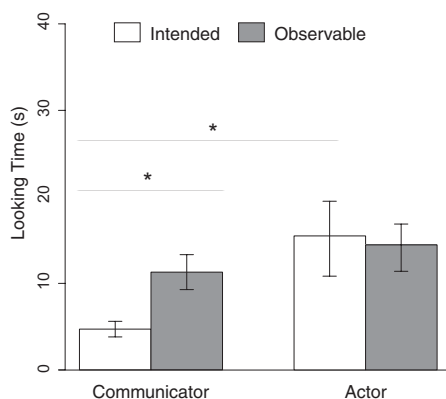 Intended Observable
Looking Time (s)
40
30
20
10
0
*
*
Communicator Actor